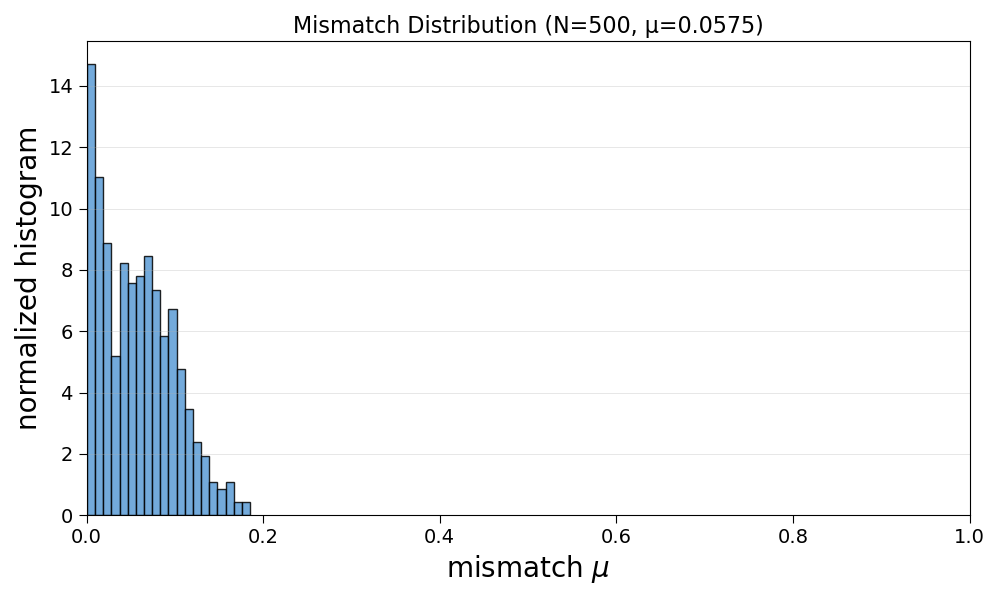 Mismatch Distribution (N=500, μ=0.0575)
normalized histogram
14
12
10
8
6
4
2
0
0.0 0.2 0.4 0.6 0.8 1.0
mismatch μ